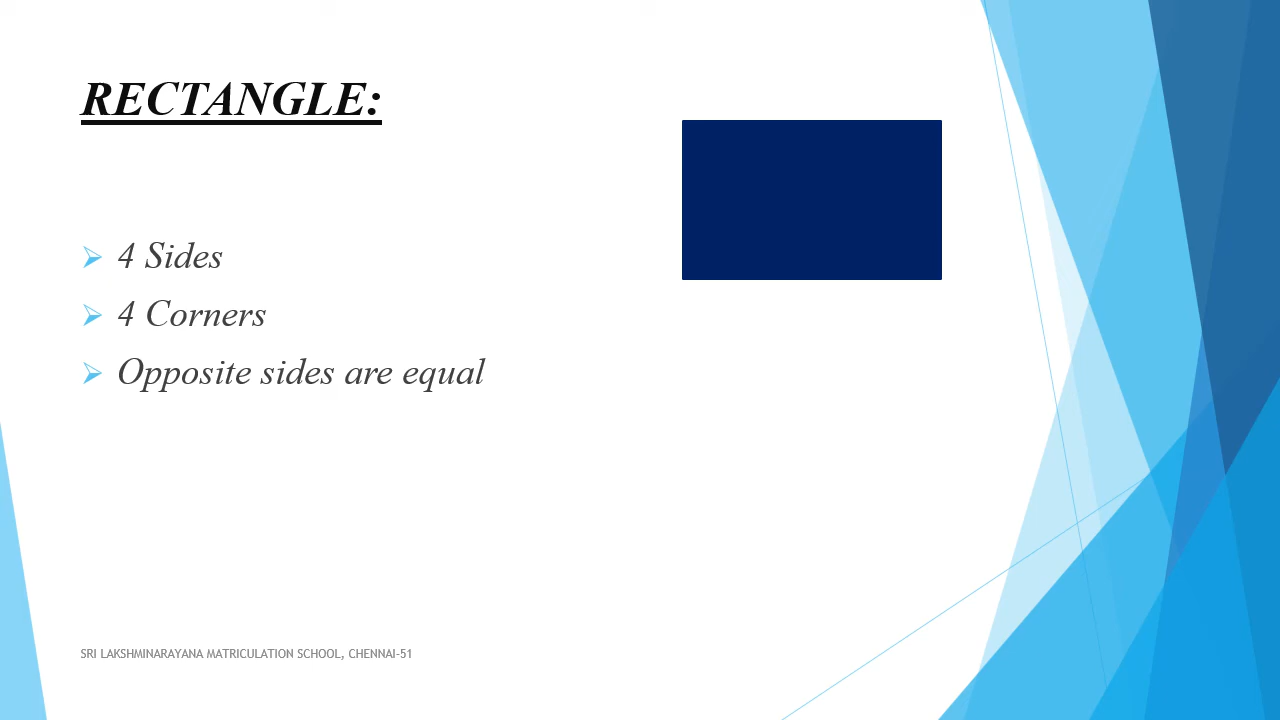 RECTANGLE:
4 Sides
4 Corners
Opposite sides are equal
SRI LAKSHMINARAYANA MATRICULATION SCHOOL, CHENNAI-51